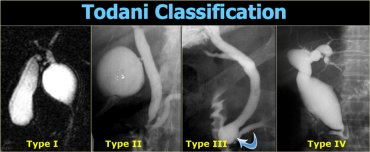 Todani Classification
Type I
Type II
Type III
Type IV